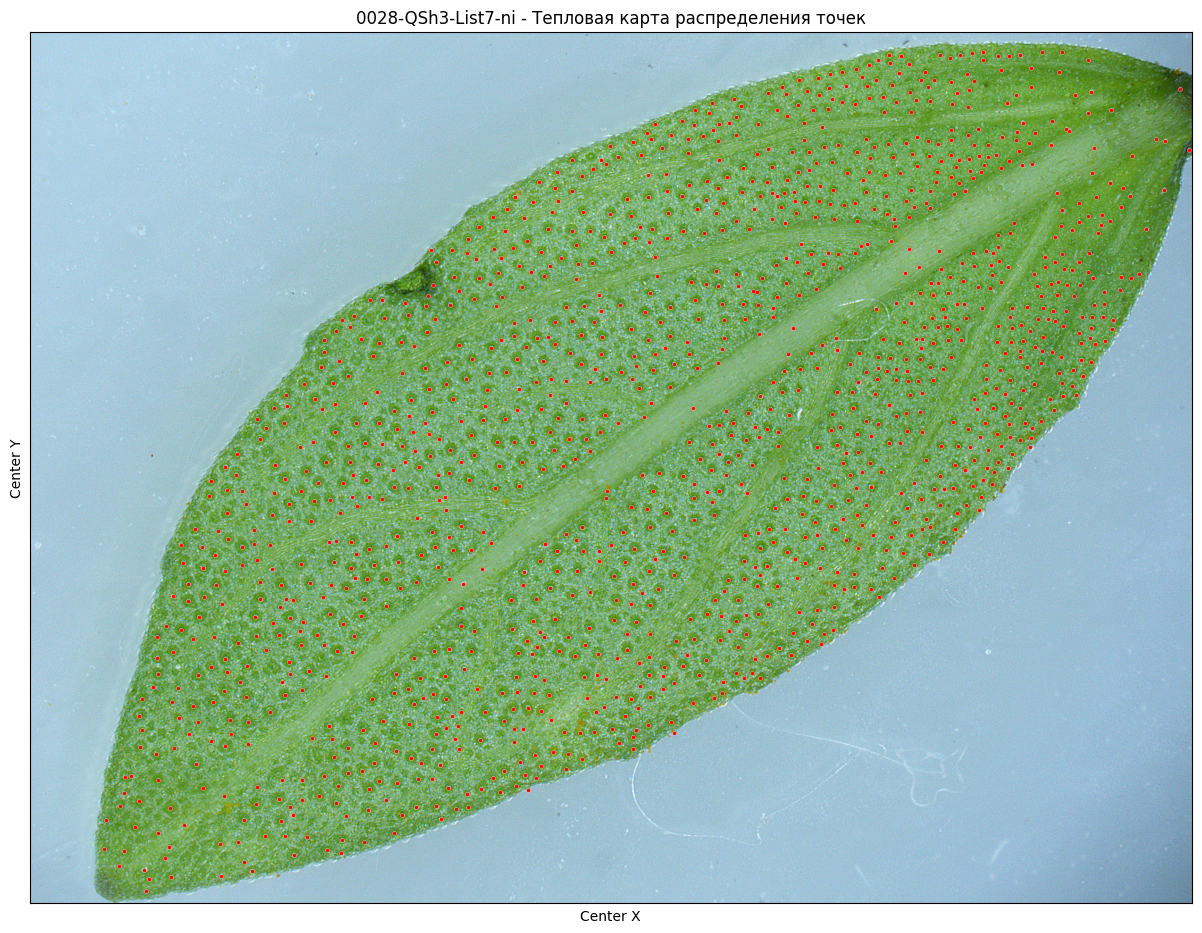 0028-QSh3-List7-ni - Тепловая карта распределения точек
Center Y
Center X